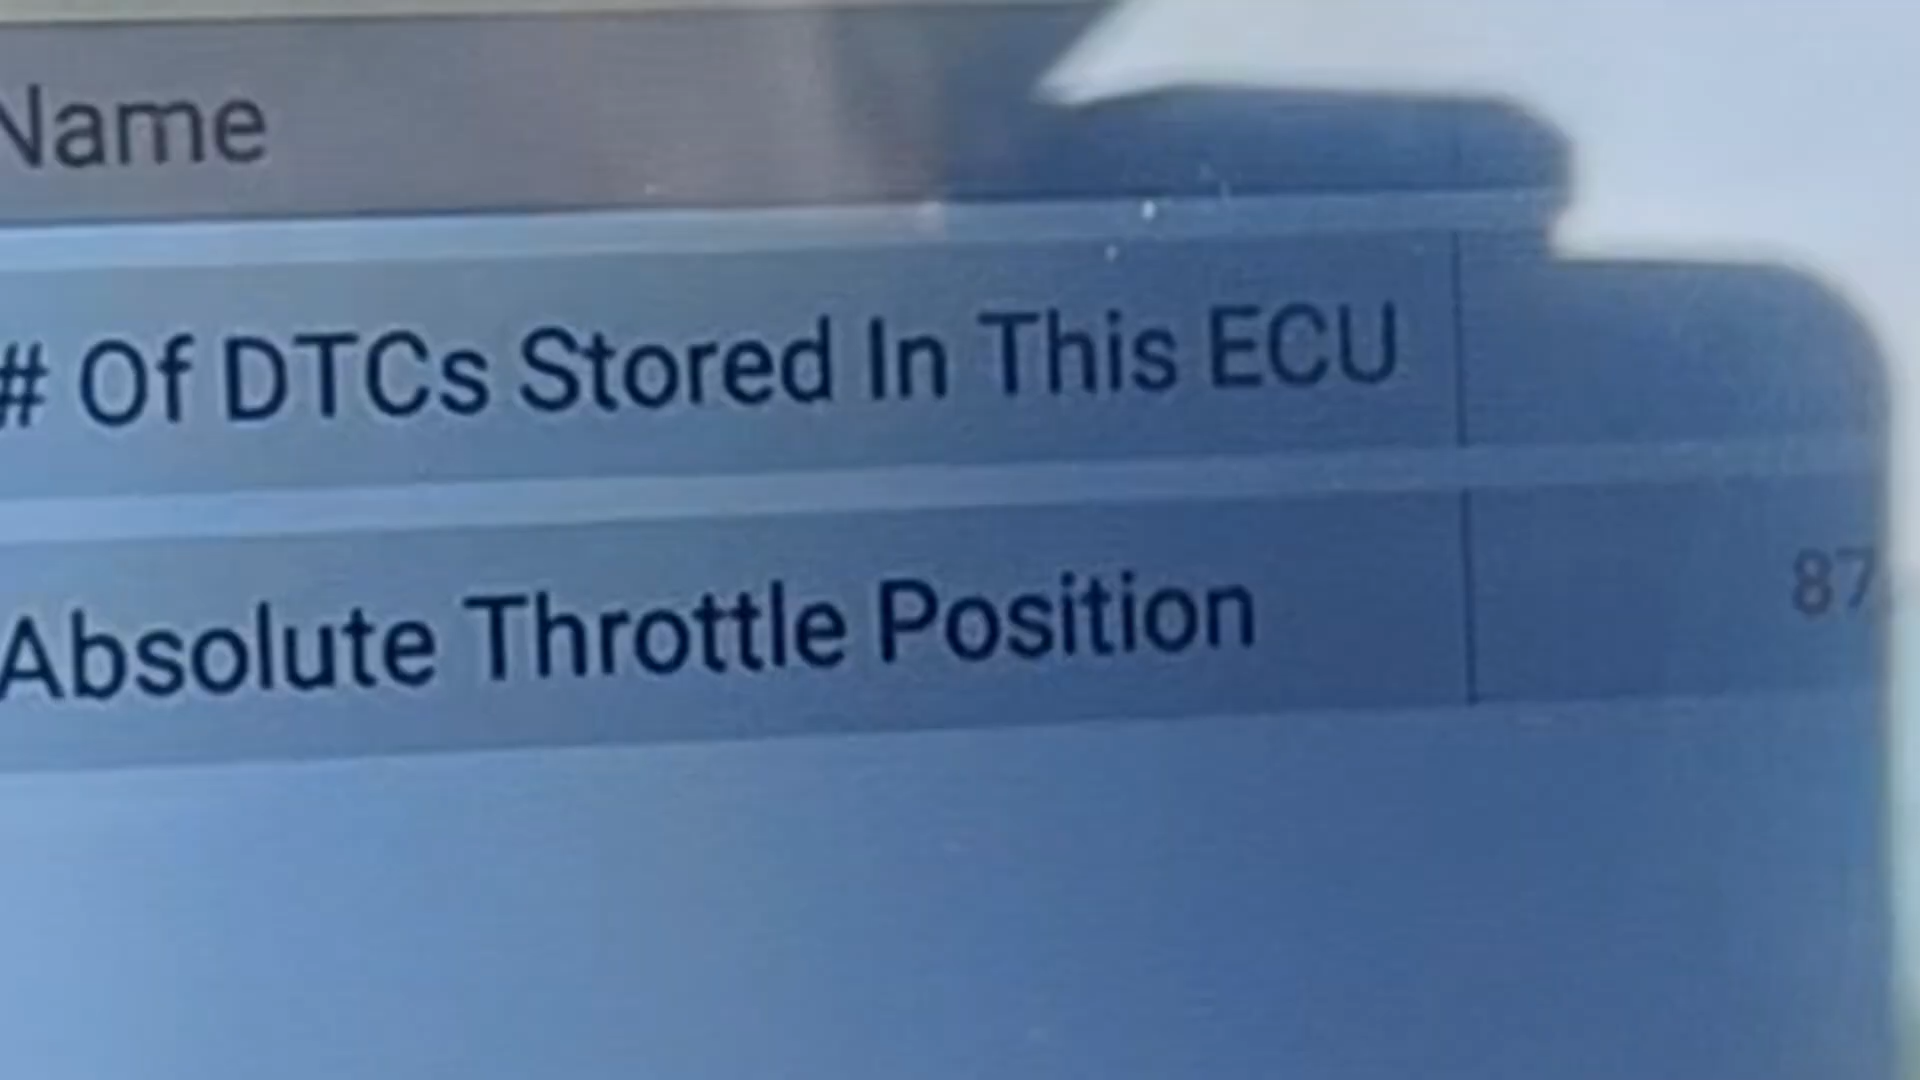 Name
# Of DTCs Stored In This ECU
Absolute Throttle Position 87